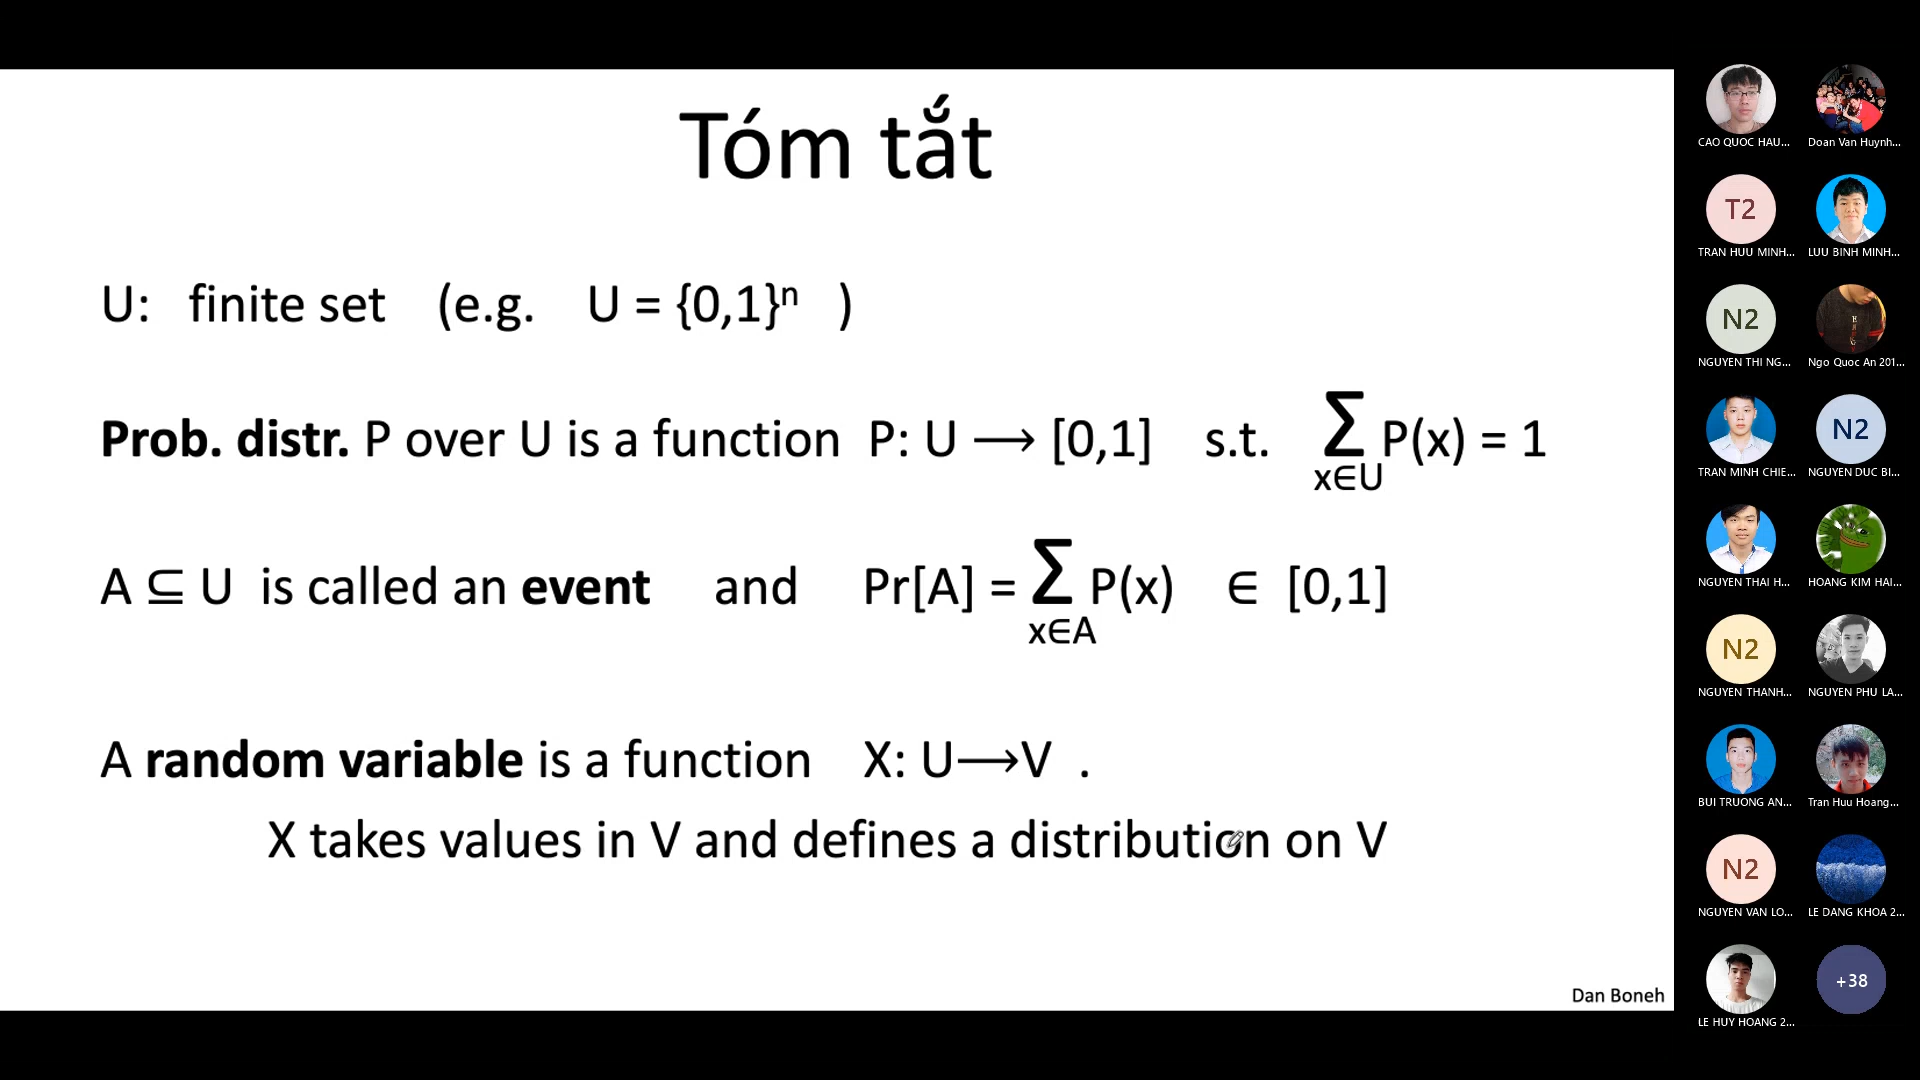 Tóm tắt
U: finite set (e.g. U = {0,1}ⁿ )
Prob. distr. P over U is a function P: U ⟶ [0,1] s.t. Σ P(x) = 1
x∈U
A ⊆ U is called an event and Pr[A] = Σ P(x) ∈ [0,1]
x∈A
A random variable is a function X: U⟶V .
X takes values in V and defines a distribution on V
Dan Boneh
CAO QUOC HAU...
Doan Van Huynh...
T2
TRAN HUU MINH...
LUU BINH MINH...
N2
NGUYEN THI NG...
Ngo Quoc An 201...
TRAN MINH CHIE...
N2
NGUYEN DUC BI...
NGUYEN THAI H...
HOANG KIM HAI...
N2
NGUYEN THANH...
NGUYEN PHU LA...
BUI TRUONG AN...
Tran Huu Hoang...
N2
NGUYEN VAN LO...
LE DANG KHOA 2...
LE HUY HOANG 2...
+38